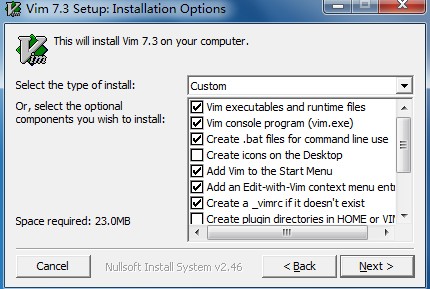 Vim 7.3 Setup: Installation Options
This will install Vim 7.3 on your computer.
Vim
Select the type of install:
Custom
Or, select the optional
components you wish to install:
Vim executables and runtime files
Vim console program (vim.exe)
Create .bat files for command line use
Create icons on the Desktop
Add Vim to the Start Menu
Add an Edit-with-Vim context menu ent
Create a _vimrc if it doesn't exist
Create plugin directories in HOME or VIM
Space required: 23.0MB
Cancel
Nullsoft Install System v2.46
< Back
Next >